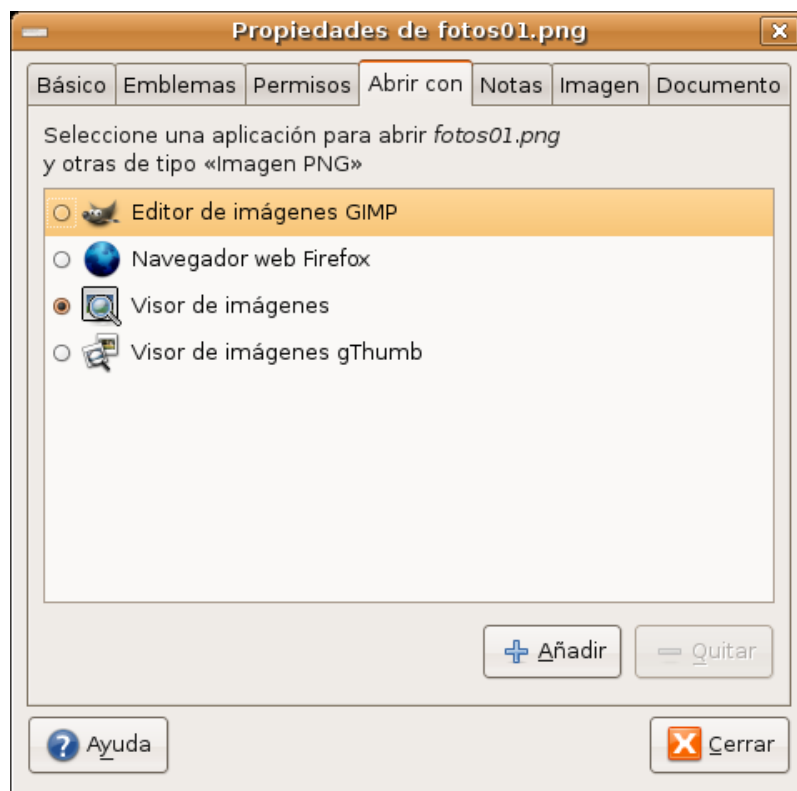 Propiedades de fotos01.png
Básico Emblemas Permisos Abrir con Notas Imagen Documento
Seleccione una aplicación para abrir fotos01.png
y otras de tipo «Imagen PNG»
Editor de imágenes GIMP
Navegador web Firefox
Visor de imágenes
Visor de imágenes gThumb
Añadir Quitar
Ayuda Cerrar